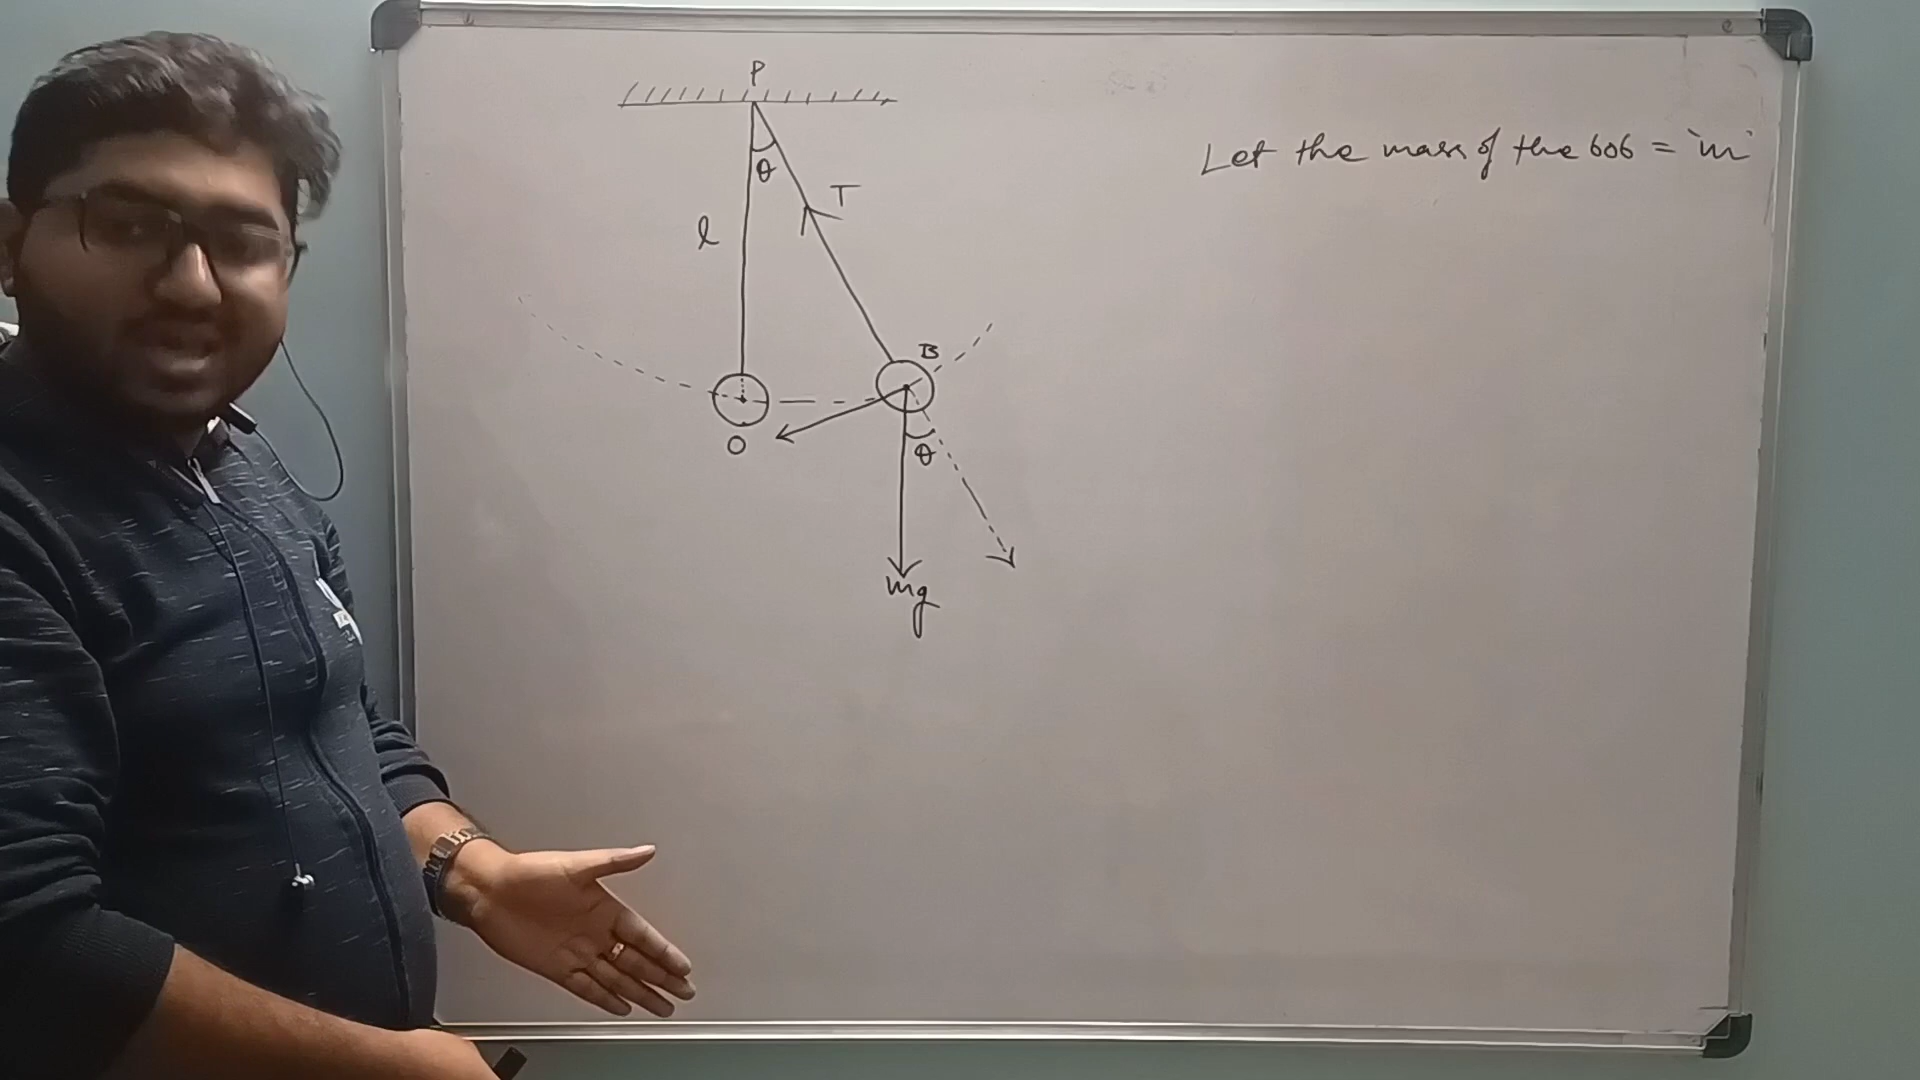 P
Let the mass of the bob = 'm'
θ
T
l
B
O
θ
mg